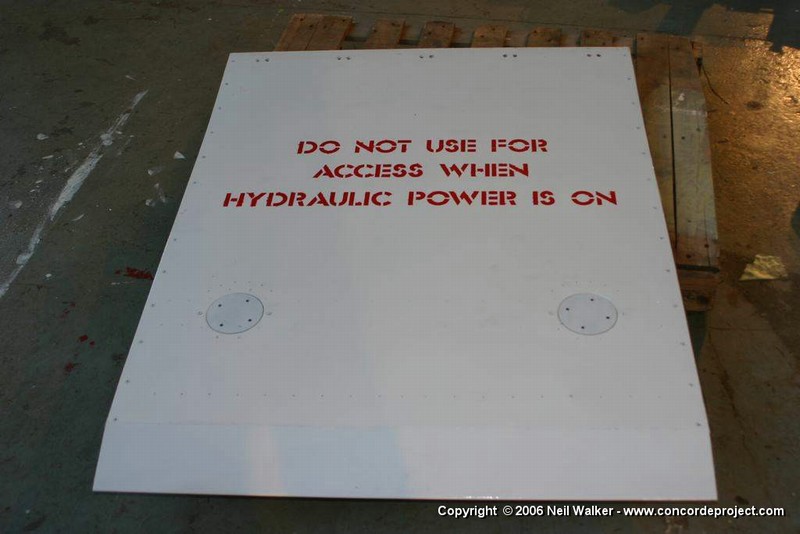 DO NOT USE FOR
ACCESS WHEN
HYDRAULIC POWER IS ON
Copyright © 2006 Neil Walker - www.concordeproject.com